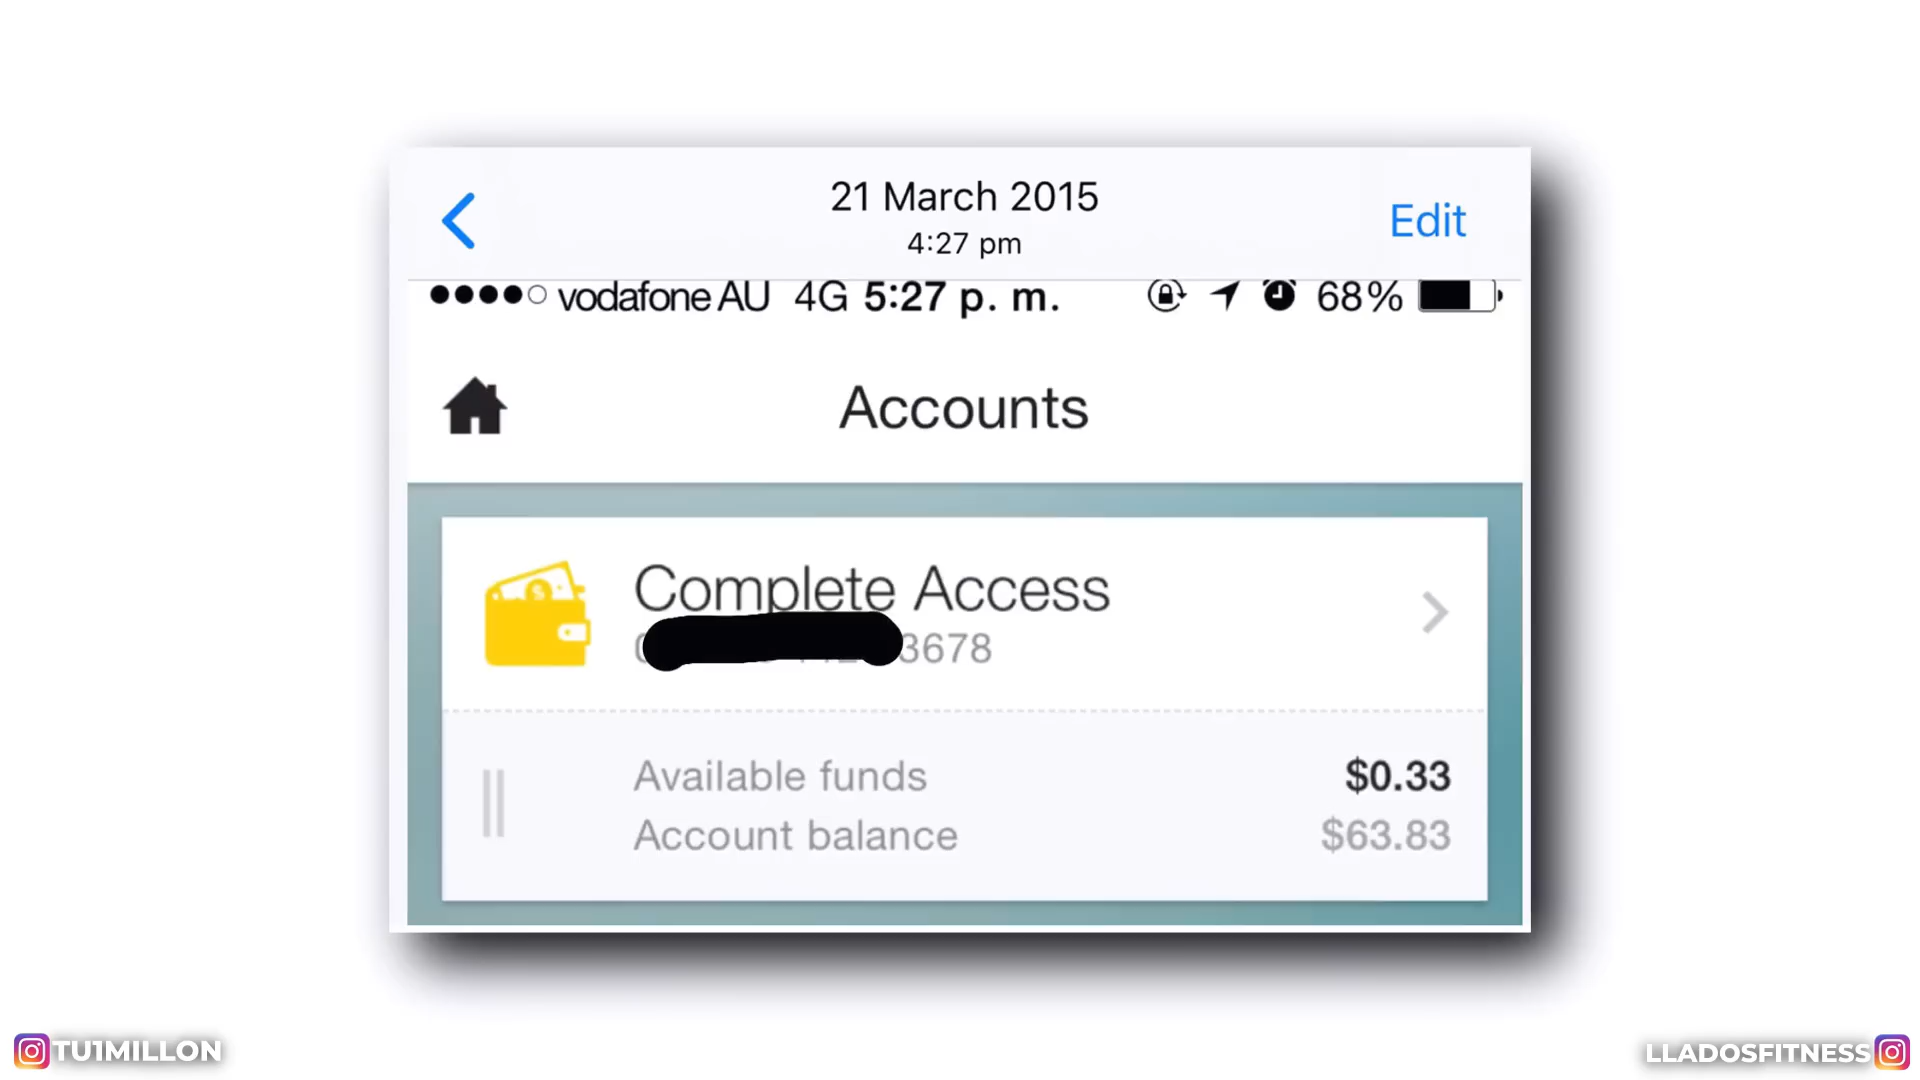 21 March 2015
4:27 pm
Edit
vodafone AU 4G 5:27 p. m. 68%
Accounts
Complete Access
3678
Available funds $0.33
Account balance $63.83
TU1MILLON
LLADOSFITNESS